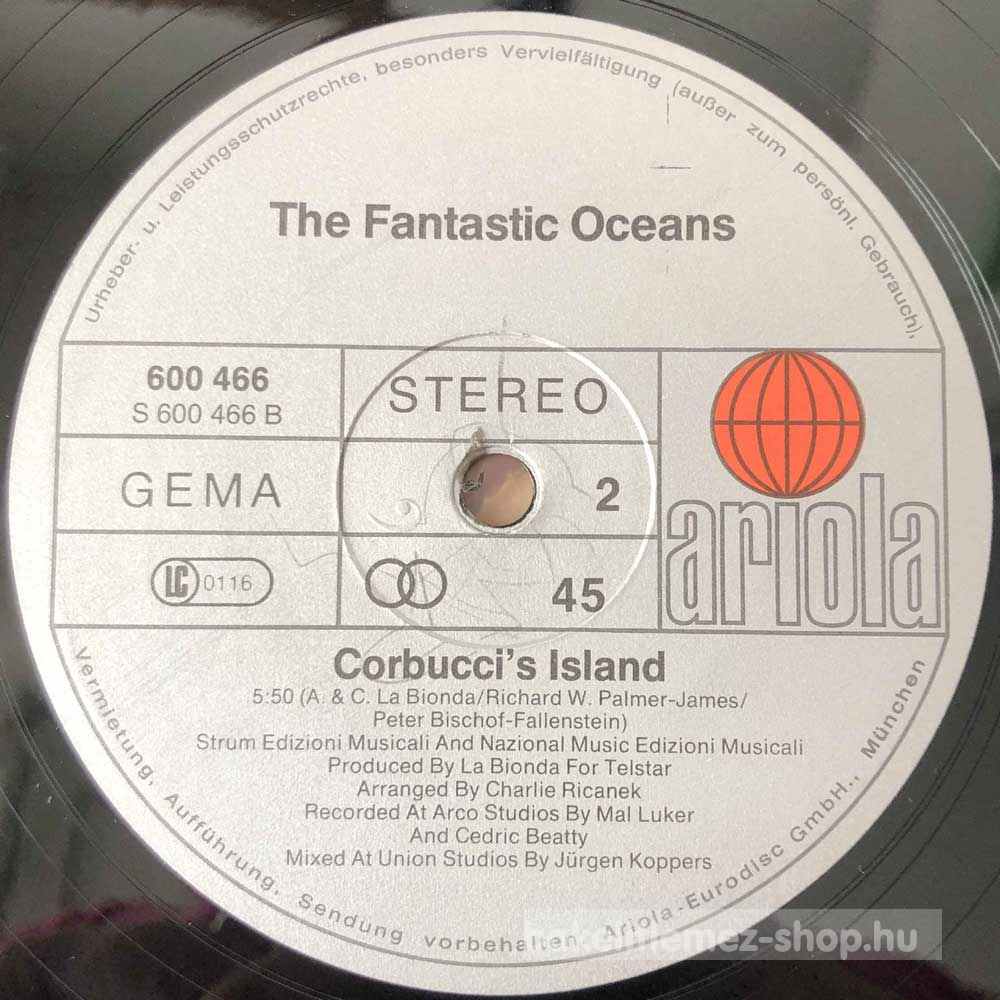 Urheber- u. Leistungsschutzrechte, besonders Vervielfältigung (außer zum persönl. Gebrauch),
The Fantastic Oceans
600 466
S 600 466 B
STEREO
GEMA
2
LC 0116
45
ariola
Corbucci's Island
5:50 (A. & C. La Bionda/Richard W. Palmer-James/
Peter Bischof-Fallenstein)
Strum Edizioni Musicali And Nazional Music Edizioni Musicali
Produced By La Bionda For Telstar
Arranged By Charlie Ricanek
Recorded At Arco Studios By Mal Luker
And Cedric Beatty
Mixed At Union Studios By Jürgen Koppers
Vermietung, Aufführung, Sendung vorbehalten. Ariola-Eurodisc GmbH., München